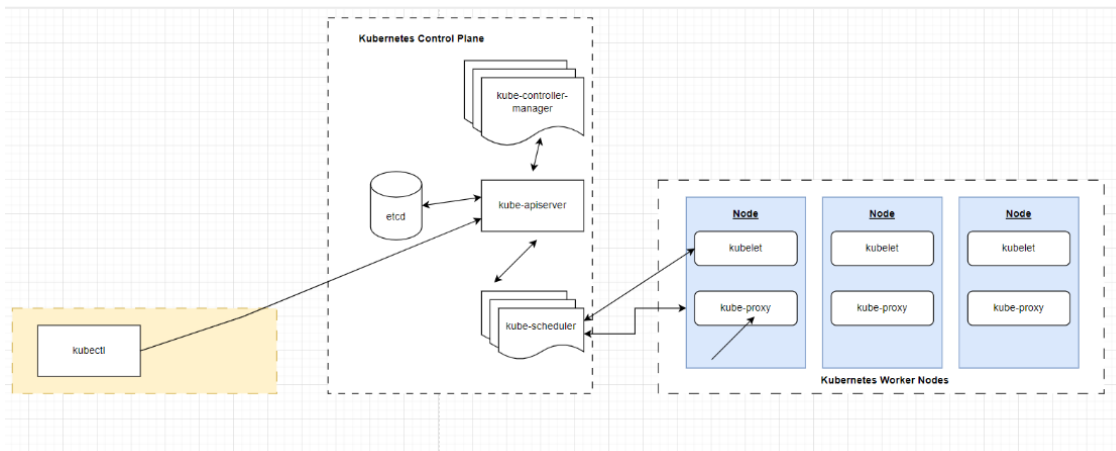 Kubernetes Control Plane
kube-controller-
manager
etcd
kube-apiserver
kube-scheduler
kubectl
Node
kubelet
kube-proxy
Node
kubelet
kube-proxy
Node
kubelet
kube-proxy
Kubernetes Worker Nodes